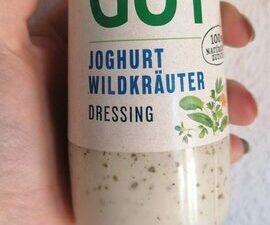 GUT
JOGHURT
WILDKRÄUTER
DRESSING
100%